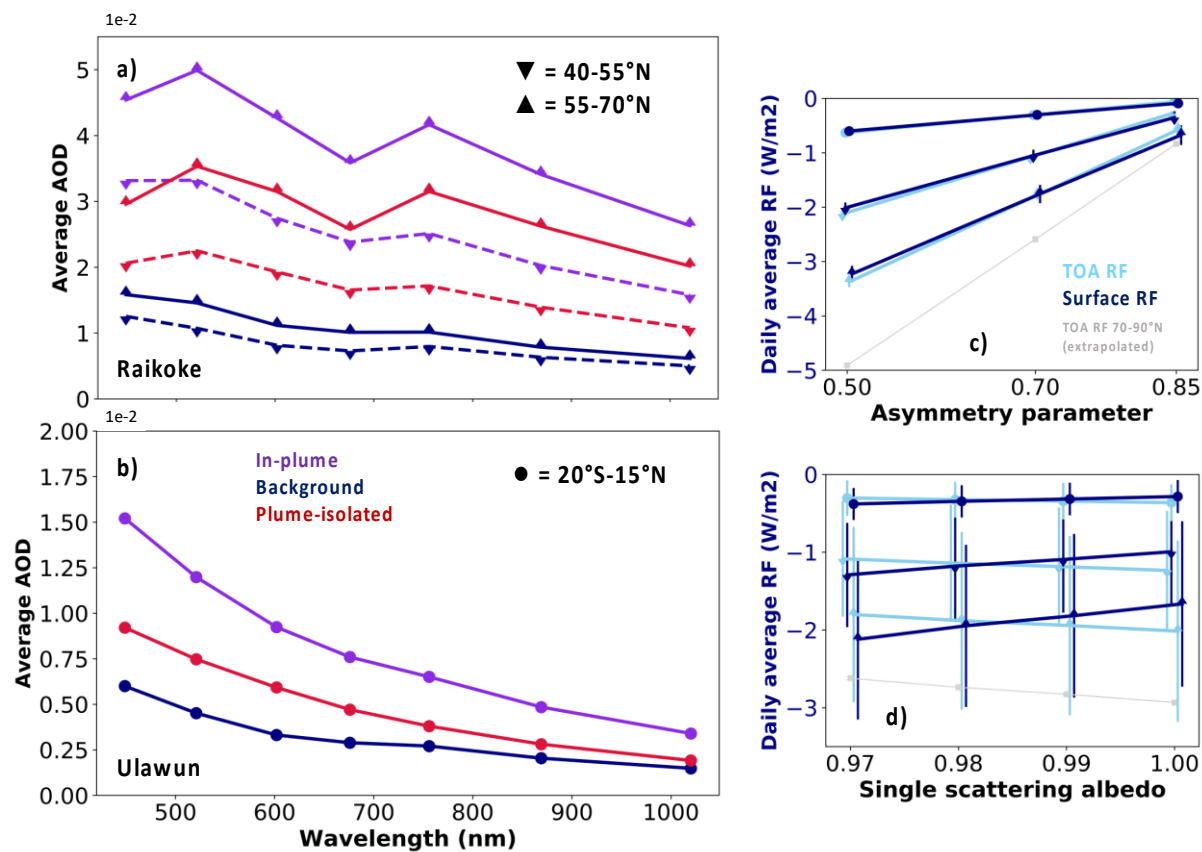 1e-2
a)
▼ = 40-55°N
▲ = 55-70°N
5
4
3
2
1
0
Average AOD
Raikoke
1e-2
b)
In-plume
Background
Plume-isolated
● = 20°S-15°N
2.00
1.75
1.50
1.25
1.00
0.75
0.50
0.25
0.00
Average AOD
Ulawun
500
600
700
800
900
1000
Wavelength (nm)
0
−1
−2
−3
−4
−5
Daily average RF (W/m2)
TOA RF
Surface RF
TOA RF 70-90°N
(extrapolated)
c)
0.50
0.70
0.85
Asymmetry parameter
0
−1
−2
−3
Daily average RF (W/m2)
d)
0.97
0.98
0.99
1.00
Single scattering albedo